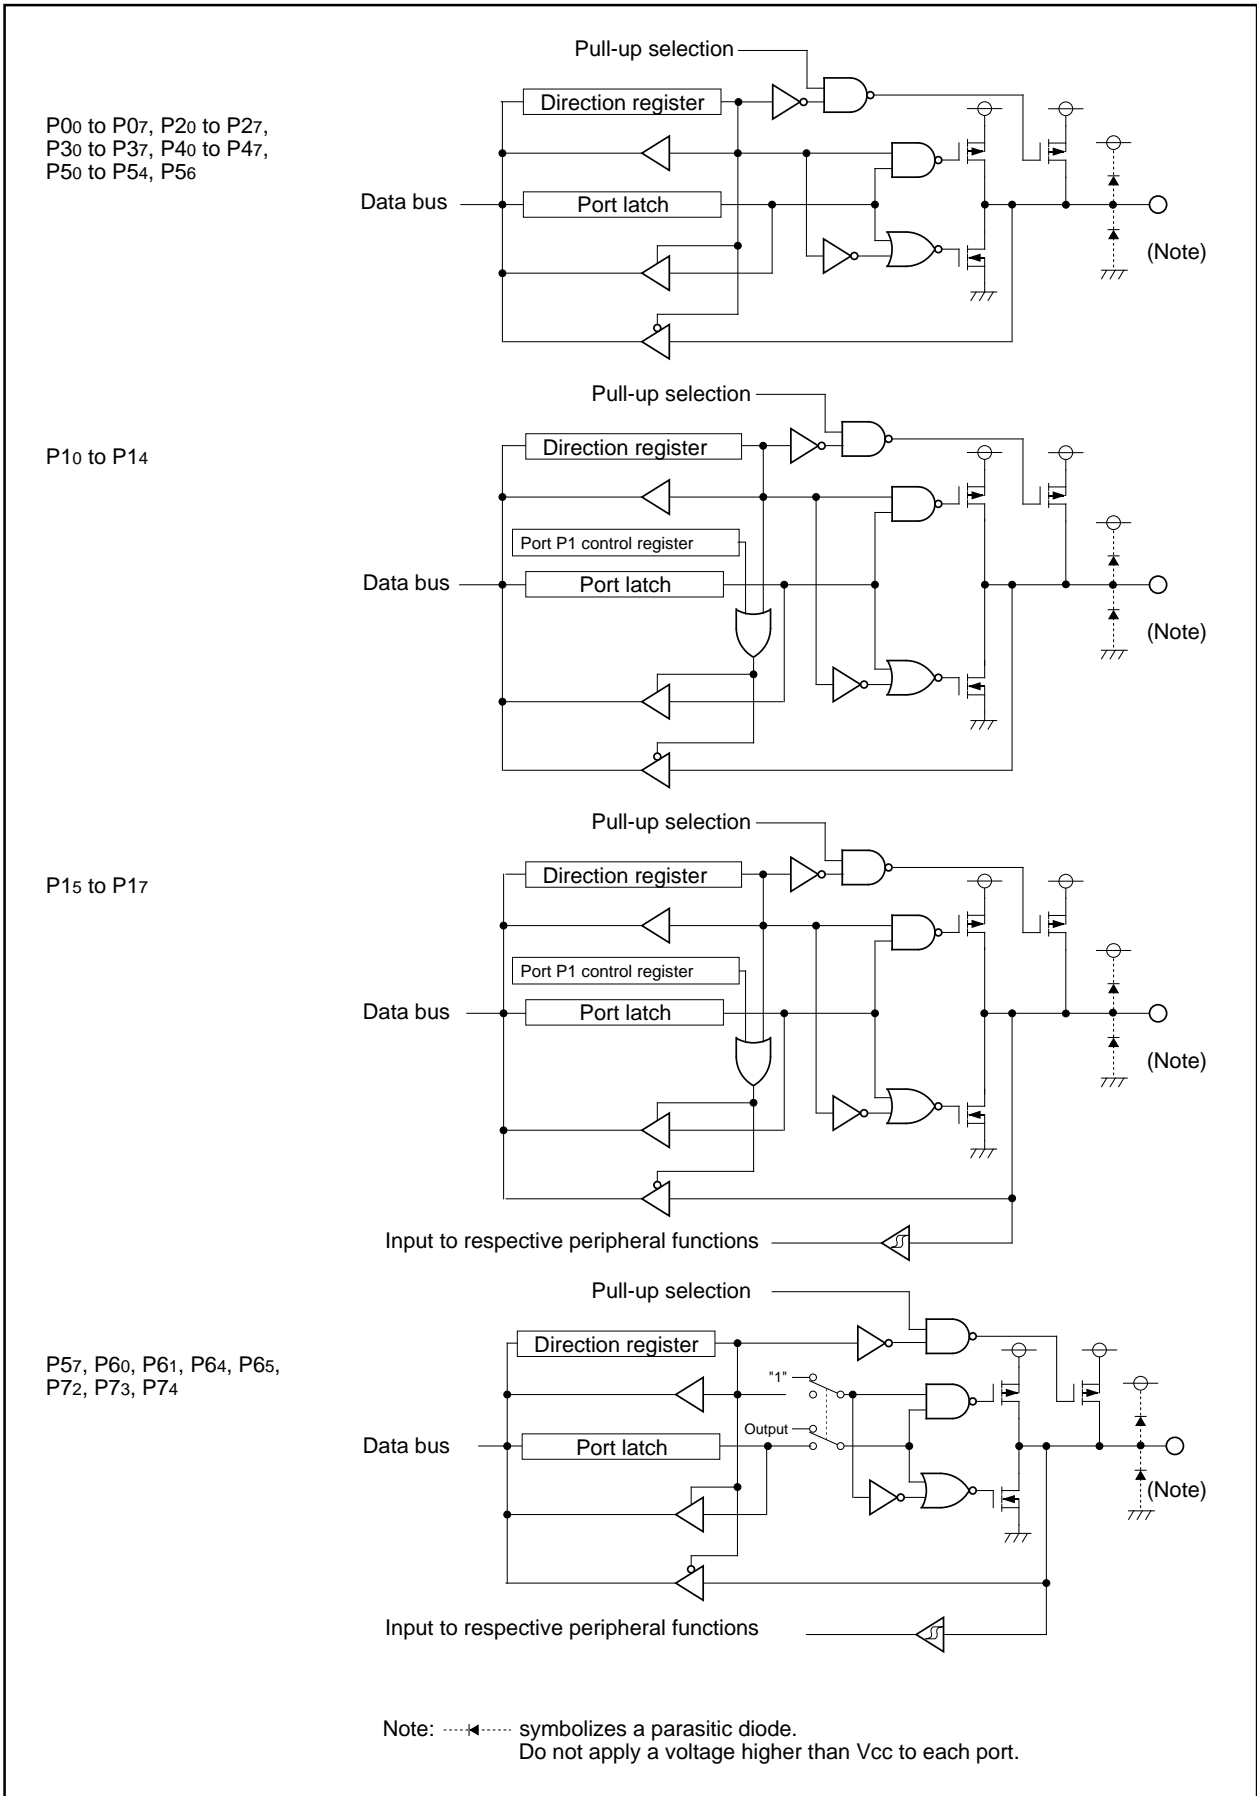 Pull-up selection
Direction register
P00 to P07, P20 to P27,
P30 to P37, P40 to P47,
P50 to P54, P56
Data bus
Port latch
(Note)
Pull-up selection
Direction register
P10 to P14
Port P1 control register
Data bus
Port latch
(Note)
Pull-up selection
Direction register
P15 to P17
Port P1 control register
Data bus
Port latch
(Note)
Input to respective peripheral functions
Pull-up selection
Direction register
P57, P60, P61, P64, P65,
P72, P73, P74
"1"
Output
Data bus
Port latch
(Note)
Input to respective peripheral functions
Note: symbolizes a parasitic diode.
Do not apply a voltage higher than Vcc to each port.